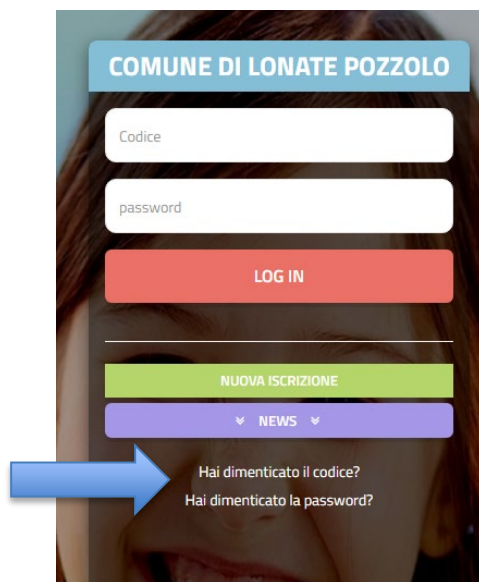 COMUNE DI LONATE POZZOLO
Codice
password
LOG IN
NUOVA ISCRIZIONE
NEWS
Hai dimenticato il codice?
Hai dimenticato la password?